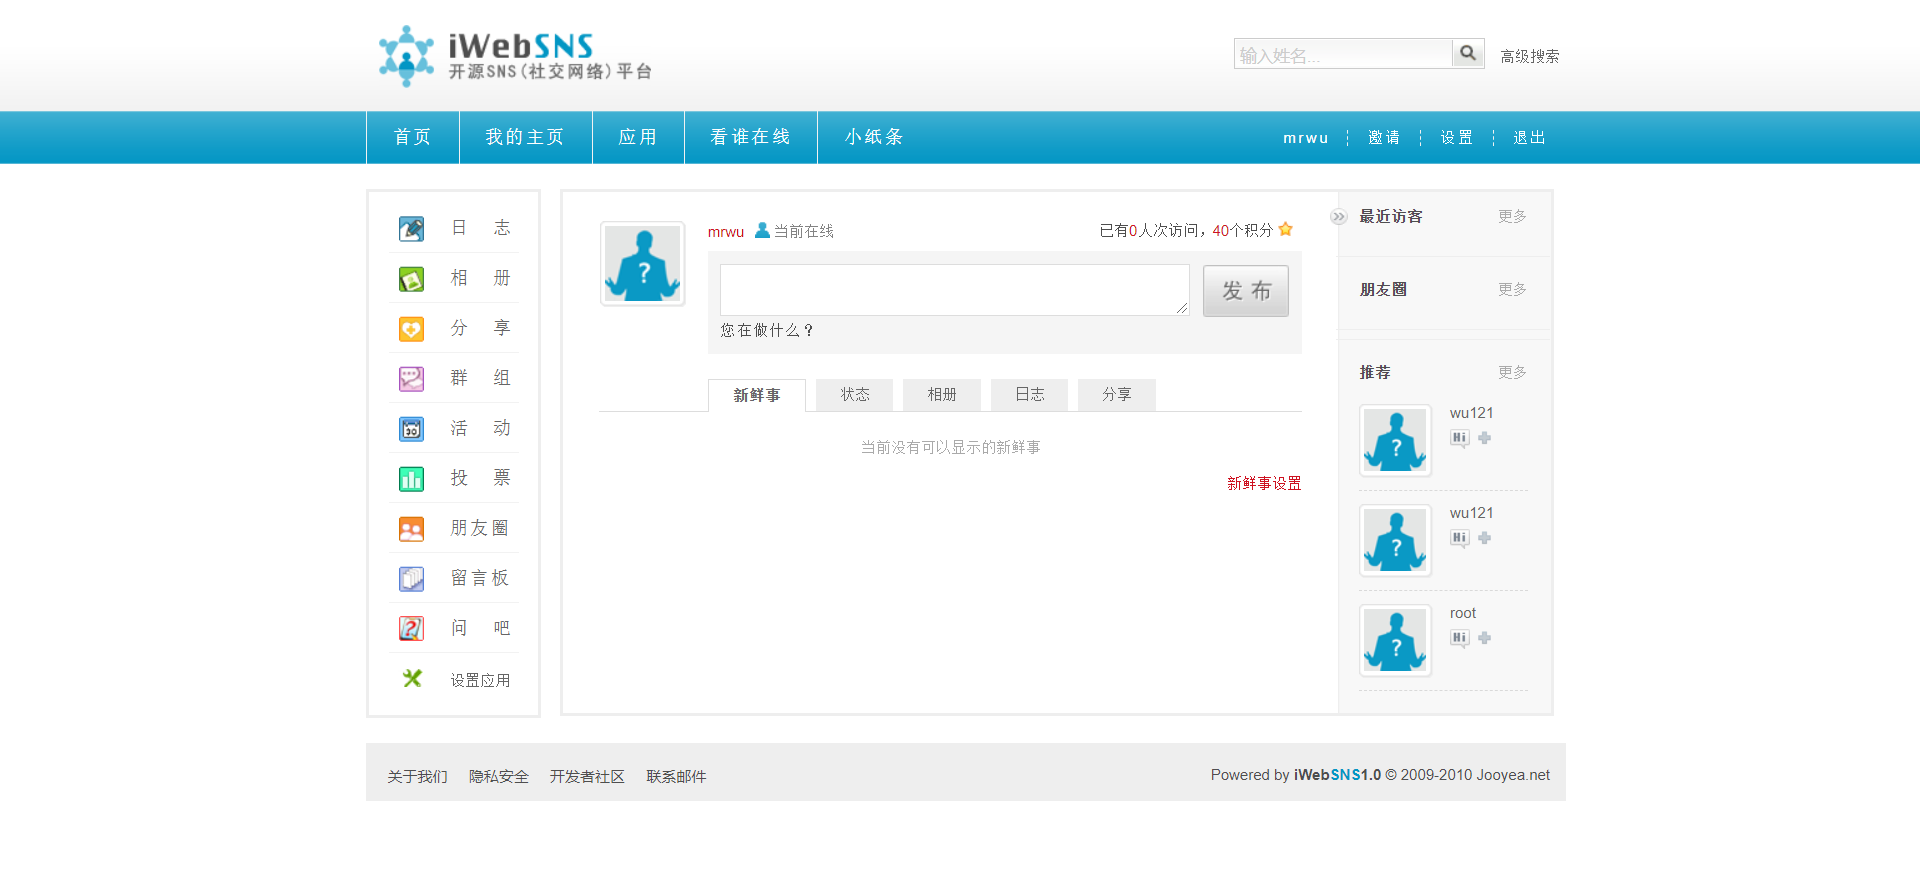 iWebSNS
开源SNS(社交网络)平台
输入姓名...
高级搜索
首页
我的主页
应用
看谁在线
小纸条
mrwu
邀请
设置
退出
日 志
相 册
分 享
群 组
活 动
投 票
朋友圈
留言板
问 吧
设置应用
mrwu 当前在线
已有0人次访问，40个积分
发布
您在做什么？
新鲜事
状态
相册
日志
分享
当前没有可以显示的新鲜事
新鲜事设置
最近访客 更多
朋友圈 更多
推荐 更多
wu121
Hi
wu121
Hi
root
Hi
关于我们 隐私安全 开发者社区 联系邮件
Powered by iWebSNS1.0 © 2009-2010 Jooyea.net